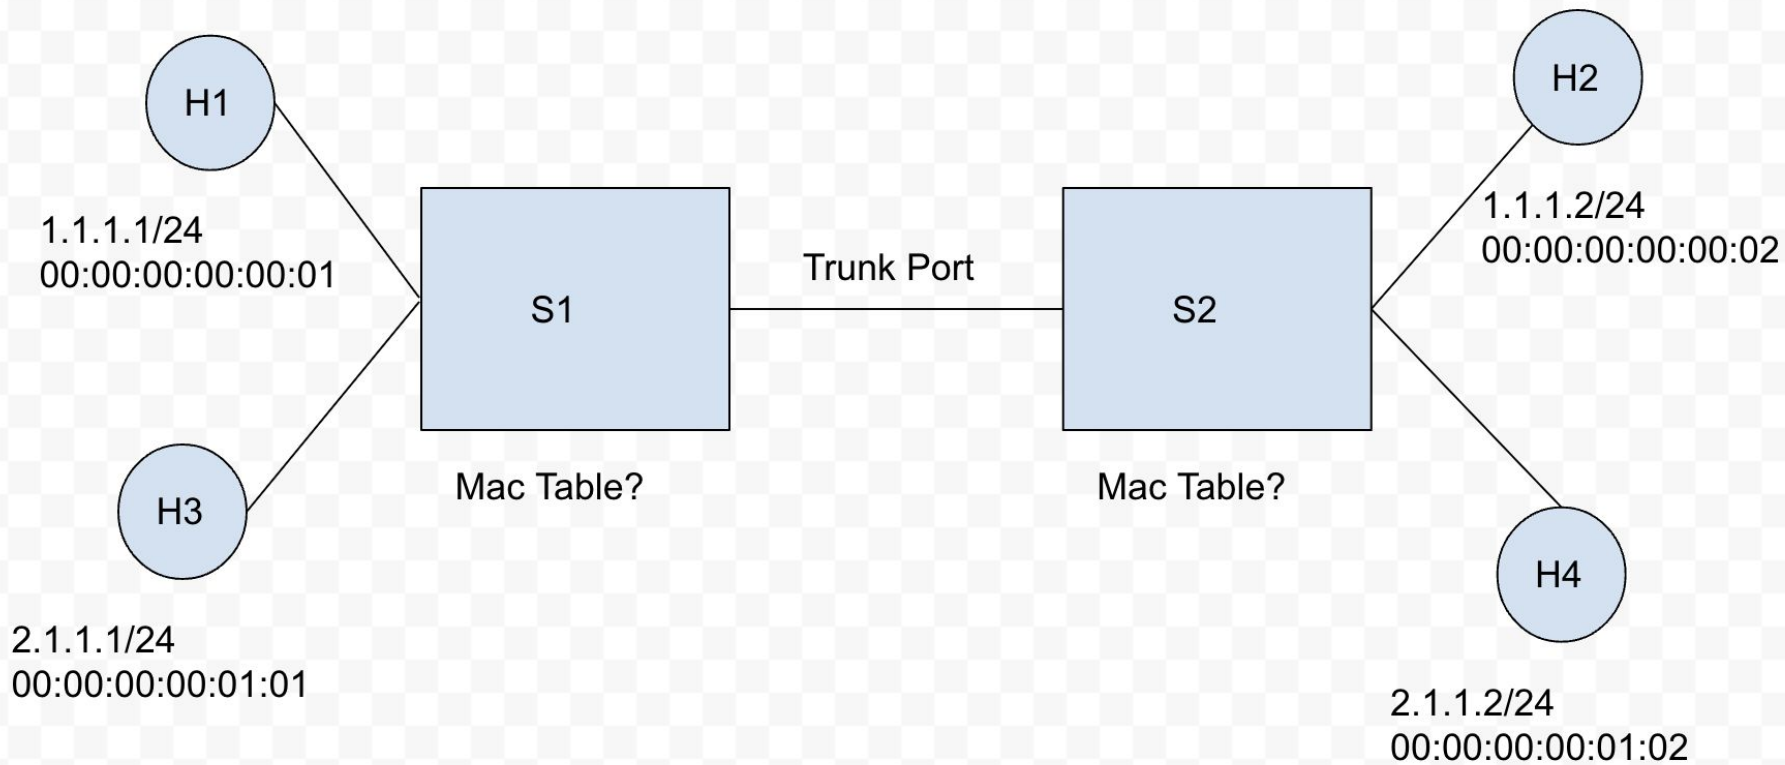 H1
1.1.1.1/24
00:00:00:00:00:01
H3
2.1.1.1/24
00:00:00:00:01:01
S1
Mac Table?
Trunk Port
S2
Mac Table?
H2
1.1.1.2/24
00:00:00:00:00:02
H4
2.1.1.2/24
00:00:00:00:01:02